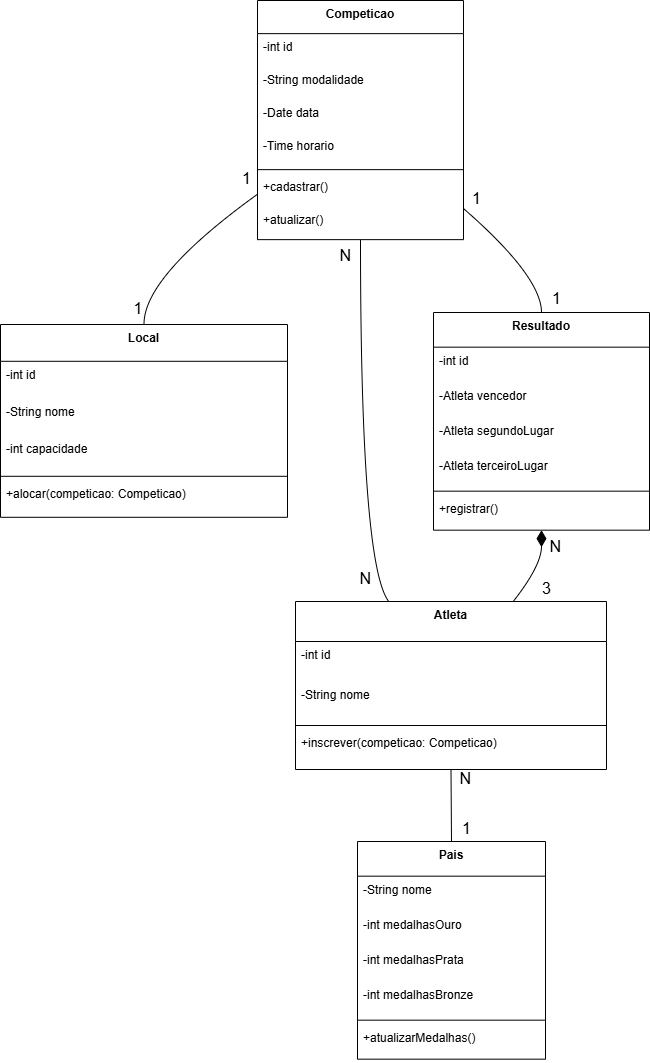 Competicao
-int id
-String modalidade
-Date data
-Time horario
+cadastrar()
+atualizar()
1
1
N
1
1
Local
-int id
-String nome
-int capacidade
+alocar(competicao: Competicao)
Resultado
-int id
-Atleta vencedor
-Atleta segundoLugar
-Atleta terceiroLugar
+registrar()
N
N
3
Atleta
-int id
-String nome
+inscrever(competicao: Competicao)
N
1
Pais
-String nome
-int medalhasOuro
-int medalhasPrata
-int medalhasBronze
+atualizarMedalhas()